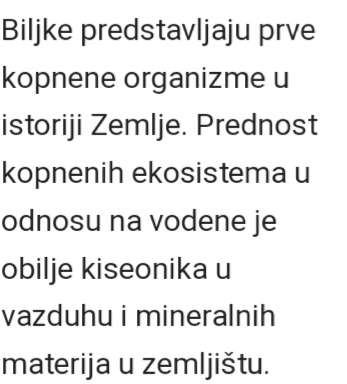 Biljke predstavljaju prve
kopnene organizme u
istoriji Zemlje. Prednost
kopnenih ekosistema u
odnosu na vodene je
obilje kiseonika u
vazduhu i mineralnih
materija u zemljištu.